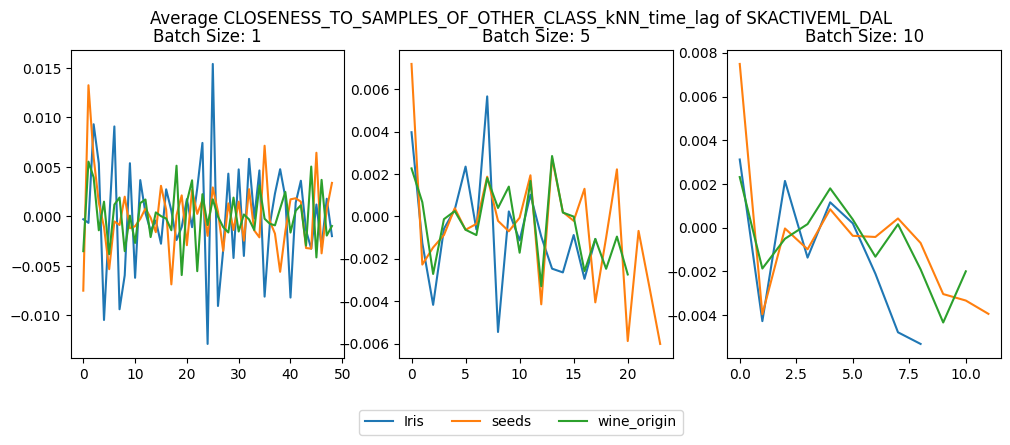 Average CLOSENESS_TO_SAMPLES_OF_OTHER_CLASS_kNN_time_lag of SKACTIVEML_DAL
Batch Size: 1
0.015
0.010
0.005
0.000
−0.005
−0.010
0 10 20 30 40 50
Batch Size: 5
0.006
0.004
0.002
0.000
−0.002
−0.004
−0.006
0 5 10 15 20
Batch Size: 10
0.008
0.006
0.004
0.002
0.000
−0.002
−0.004
0.0 2.5 5.0 7.5 10.0
Iris seeds wine_origin